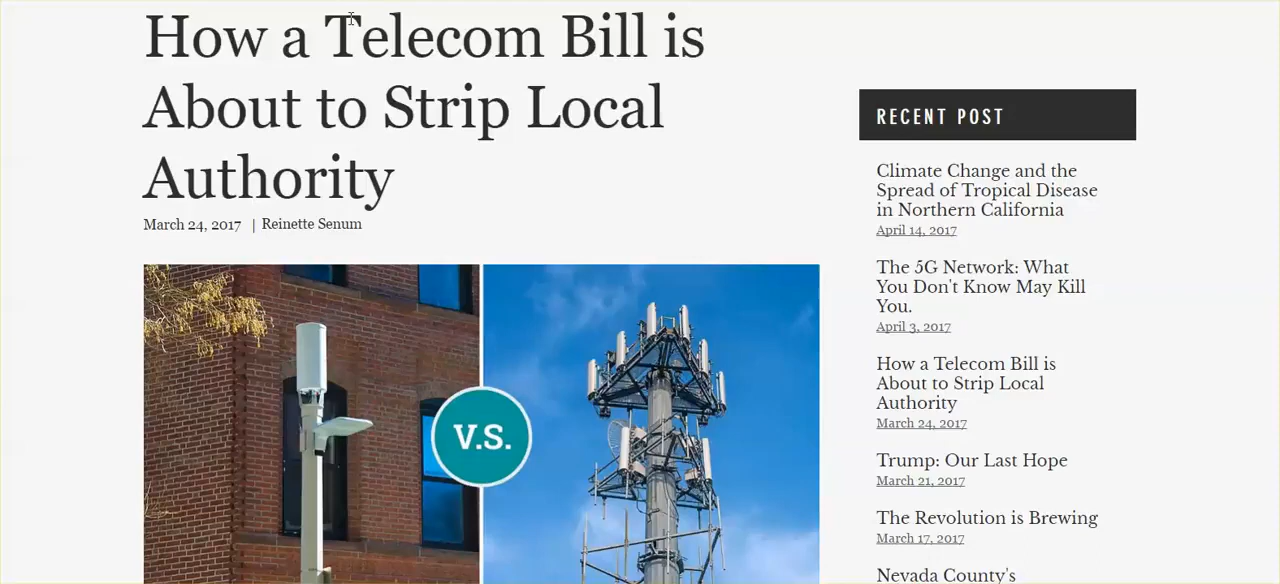 How a Telecom Bill is
About to Strip Local
Authority
March 24, 2017 | Reinette Senum
V.S.
RECENT POST
Climate Change and the
Spread of Tropical Disease
in Northern California
April 14, 2017
The 5G Network: What
You Don't Know May Kill
You.
April 3, 2017
How a Telecom Bill is
About to Strip Local
Authority
March 24, 2017
Trump: Our Last Hope
March 21, 2017
The Revolution is Brewing
March 17, 2017
Nevada County's